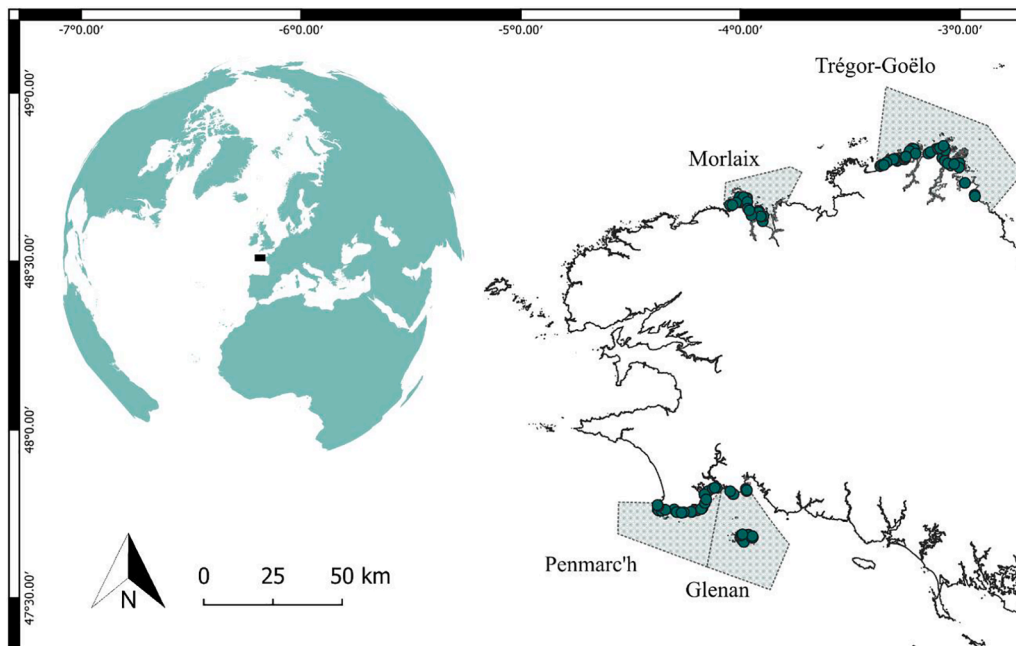 -7°0.00′ -6°0.00′ -5°0.00′ -4°0.00′ -3°0.00′
49°0.00′
48°30.00′
48°0.00′
47°30.00′
Trégor-Goëlo
Morlaix
Penmarc'h
Glenan
N
0 25 50 km